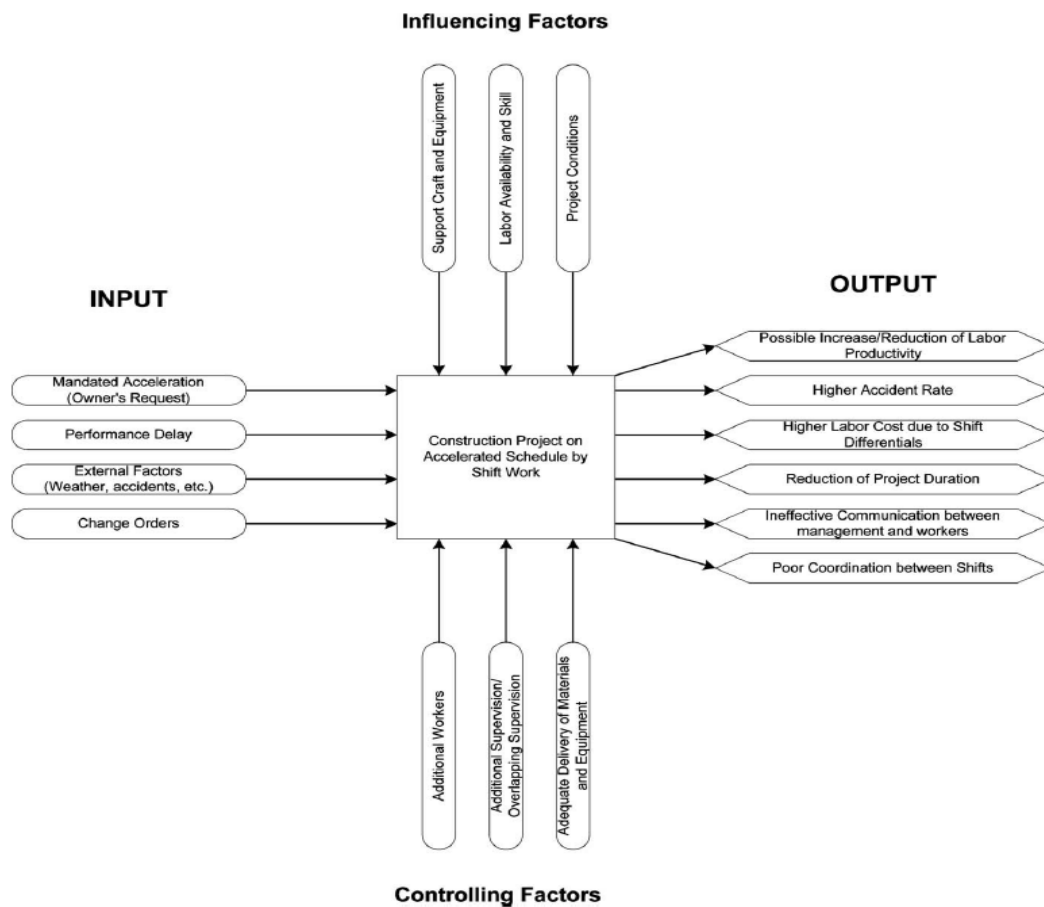 Influencing Factors
Support Craft and Equipment
Labor Availability and Skill
Project Conditions
INPUT
Mandated Acceleration
(Owner's Request)
Performance Delay
External Factors
(Weather, accidents, etc.)
Change Orders
Construction Project on
Accelerated Schedule by
Shift Work
OUTPUT
Possible Increase/Reduction of Labor
Productivity
Higher Accident Rate
Higher Labor Cost due to Shift
Differentials
Reduction of Project Duration
Ineffective Communication between
management and workers
Poor Coordination between Shifts
Additional Workers
Additional Supervision/
Overlapping Supervision
Adequate Delivery of Materials
and Equipment
Controlling Factors